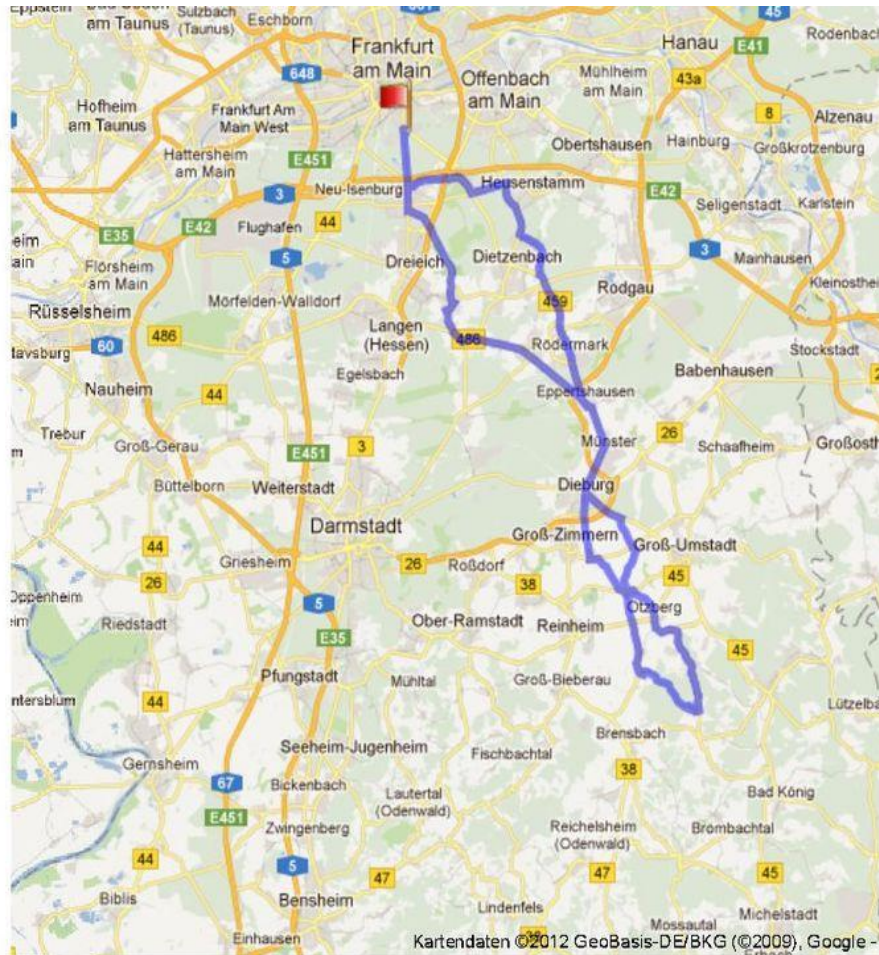 Eppstein
am Taunus
Sulzbach
(Taunus)
Eschborn
661
45
Frankfurt
am Main
648
Hanau
E41
Rodenbach
Offenbach
am Main
Mühlheim
am Main
43a
Hofheim
am Taunus
Frankfurt Am
Main West
8
Alzenau
Hattersheim
am Main
E451
Obertshausen
Hainburg
Großkrotzenburg
3
Neu-Isenburg
Heusenstamm
E42
Seligenstadt
Karlstein
E35
E42
Flughafen
44
5
Dreieich
Dietzenbach
3
Mainhausen
Flörsheim
am Main
Mörfelden-Walldorf
Rodgau
Kleinostheim
Rüsselsheim
459
486
Langen
(Hessen)
486
Rödermark
Stockstadt
60
Egelsbach
Babenhausen
Nauheim
44
Eppertshausen
Trebur
Groß-Gerau
3
Münster
26
Schaafheim
E451
Büttelborn
Weiterstadt
Dieburg
Darmstadt
Groß-Zimmern
Groß-Umstadt
44
Griesheim
26
Roßdorf
45
26
38
Oppenheim
5
Otzberg
Riedstadt
E35
Ober-Ramstadt
Reinheim
45
Pfungstadt
Mühltal
Groß-Bieberau
44
Brensbach
Seeheim-Jugenheim
Fischbachtal
Gernsheim
38
67
Bickenbach
Lautertal
(Odenwald)
Bad König
E451
Zwingenberg
Reichelsheim
(Odenwald)
Brombachtal
44
5
47
47
45
Biblis
Bensheim
Lindenfels
Michelstadt
Mossautal
Einhausen
38
Erbach
Kartendaten ©2012 GeoBasis-DE/BKG (©2009), Google -